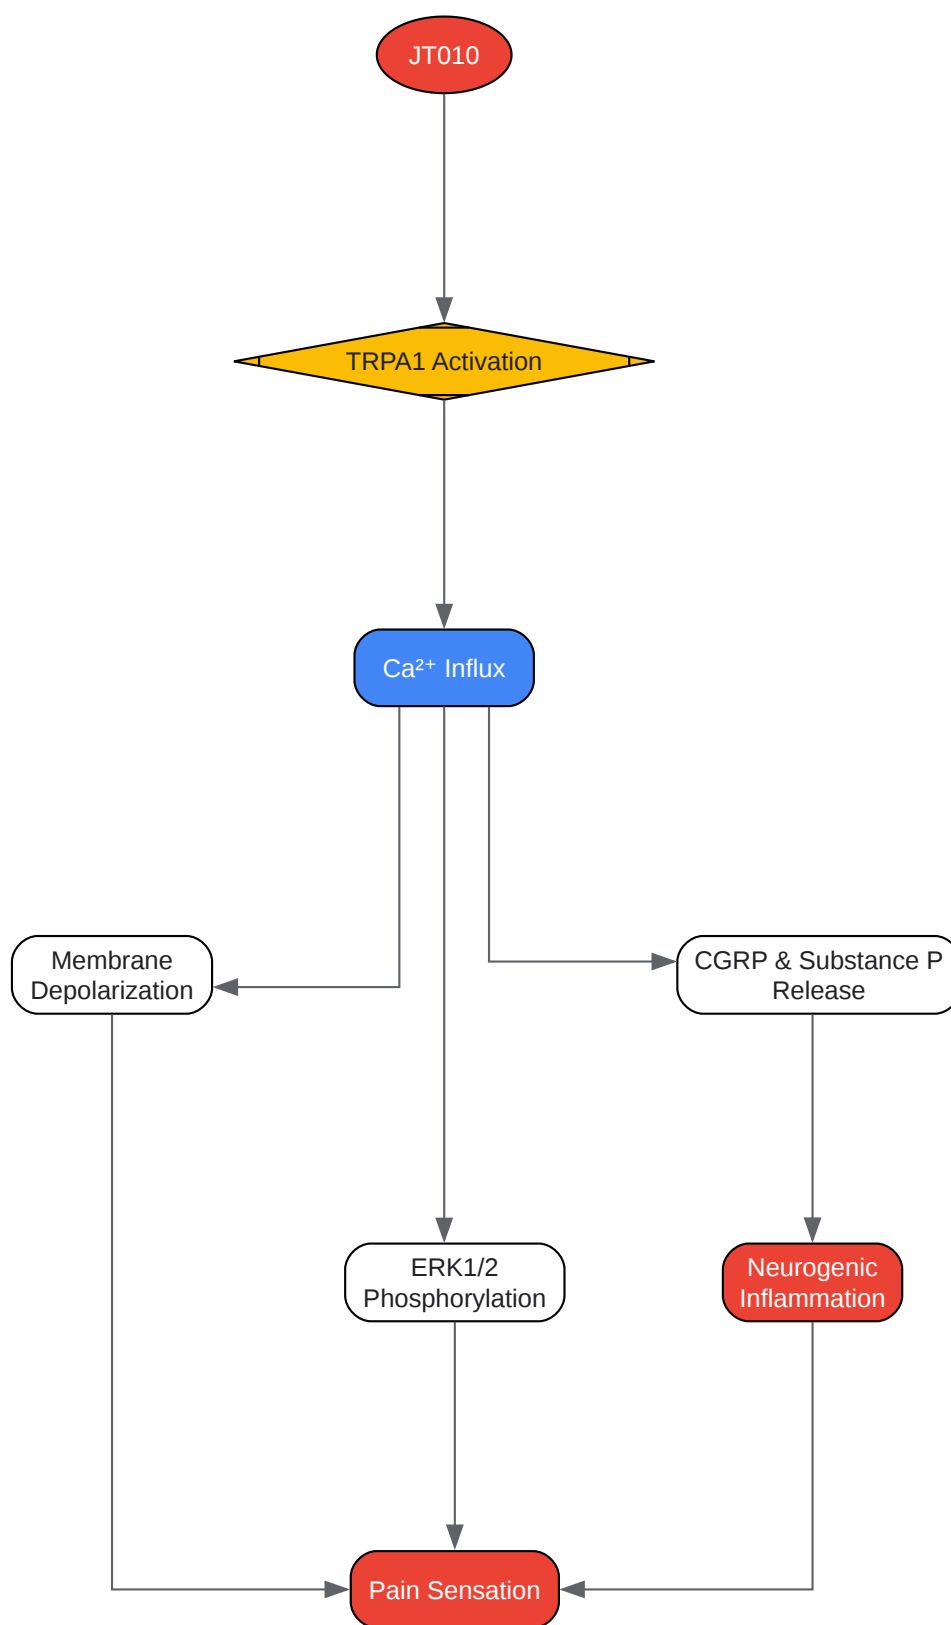 JT010
TRPA1 Activation
Ca²⁺ Influx
Membrane
Depolarization
CGRP & Substance P
Release
ERK1/2
Phosphorylation
Neurogenic
Inflammation
Pain Sensation